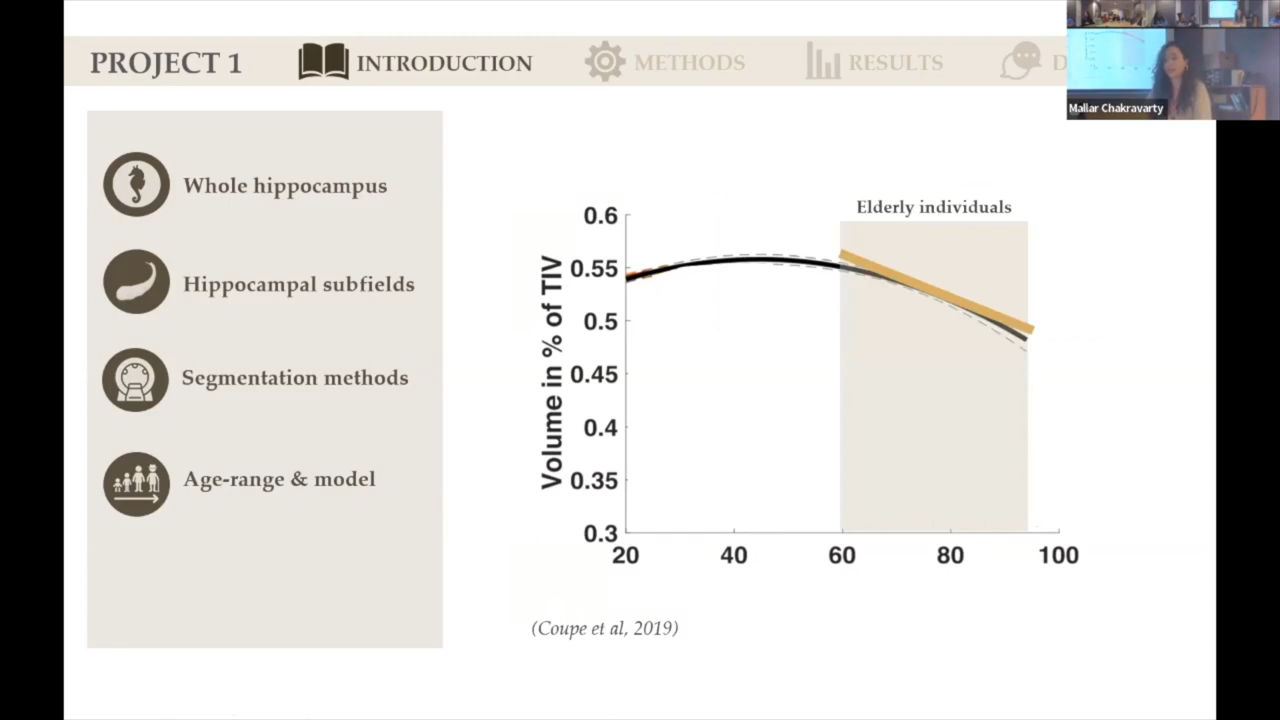 PROJECT 1
INTRODUCTION
METHODS
RESULTS
D
Mallar Chakravarty
Whole hippocampus
Hippocampal subfields
Segmentation methods
Age-range & model
Elderly individuals
Volume in % of TIV
0.6
0.55
0.5
0.45
0.4
0.35
0.3
20 40 60 80 100
(Coupe et al, 2019)